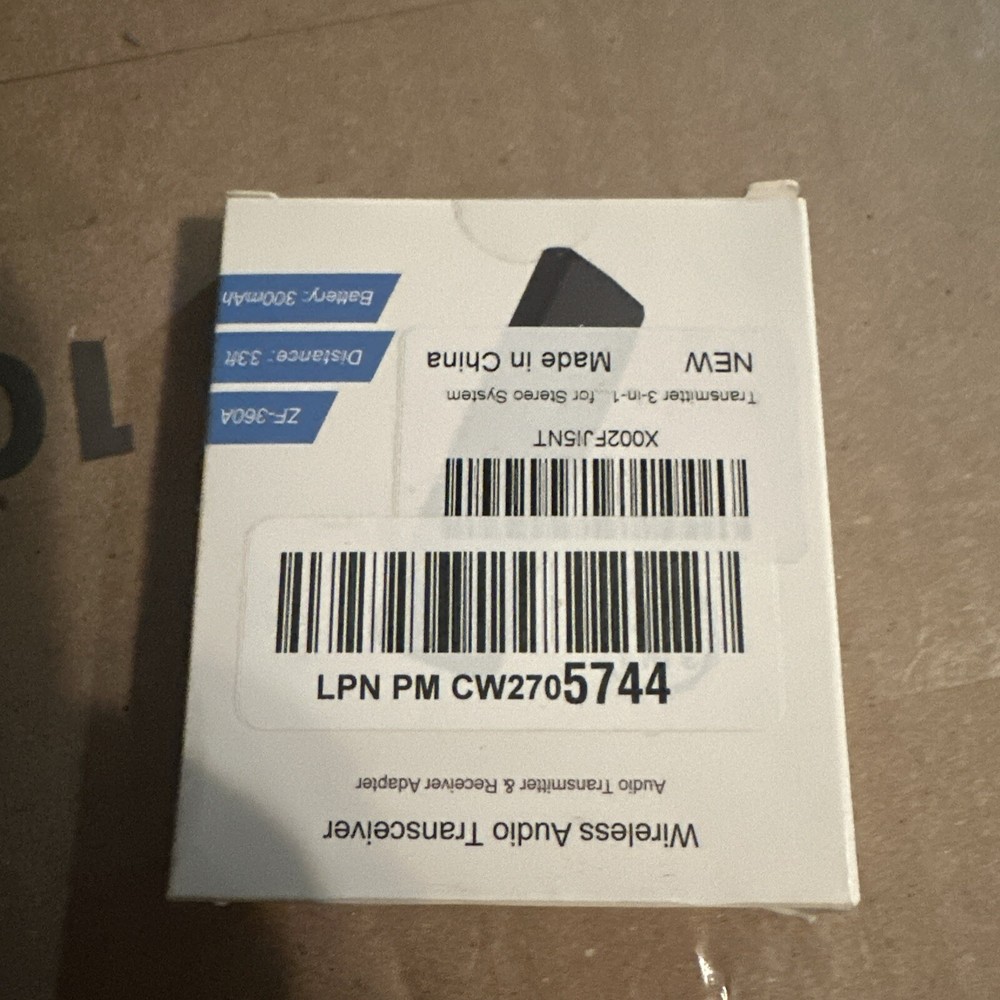 Wireless Audio Transceiver
Audio Transmitter & Receiver Adapter
LPN PM CW2705744
X002FJI5NT
Transmitter 3-in-1...for Stereo System
NEW Made in China
ZF-360A
Distance: 33ft
Battery: 300mAh
10